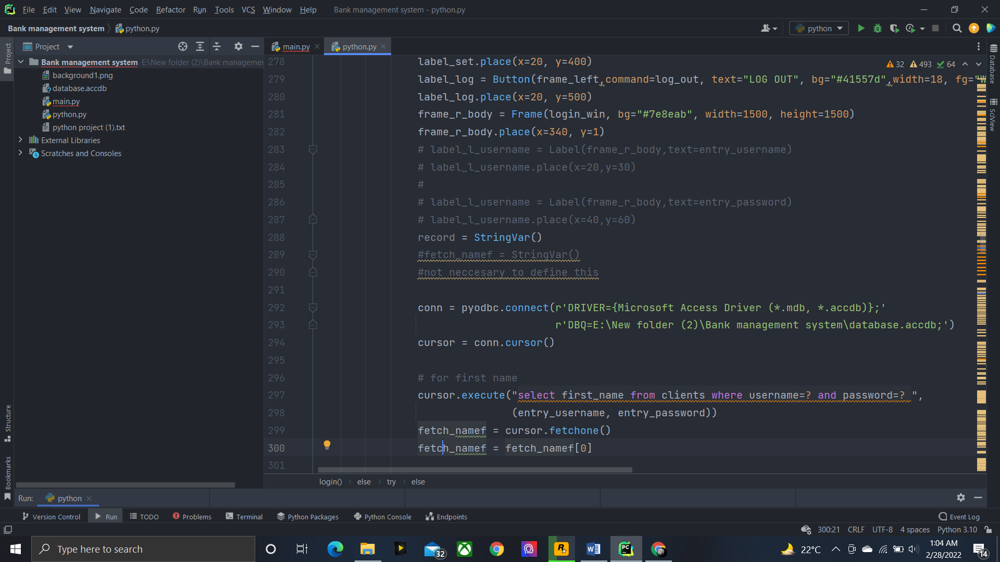 File Edit View Navigate Code Refactor Run Tools VCS Window Help Bank management system - python.py
Bank management system python.py python
Project main.py python.py
Bank management system E:\New folder (2)\Bank managemer
background1.png
database.accdb
main.py
python.py
python project (1).txt
External Libraries
Scratches and Consoles
Project
Structure
Bookmarks
Database
SciView
32 493 64
278 label_set.place(x=20, y=400)
279 label_log = Button(frame_left,command=log_out, text="LOG OUT", bg="#41557d",width=18, fg="W
280 label_log.place(x=20, y=500)
281 frame_r_body = Frame(login_win, bg="#7e8eab", width=1500, height=1500)
282 frame_r_body.place(x=340, y=1)
283 # label_l_username = Label(frame_r_body,text=entry_username)
284 # label_l_username.place(x=20,y=30)
285 #
286 # label_l_username = Label(frame_r_body,text=entry_password)
287 # label_l_username.place(x=40,y=60)
288 record = StringVar()
289 #fetch_namef = StringVar()
290 #not neccesary to define this
291
292 conn = pyodbc.connect(r'DRIVER={Microsoft Access Driver (*.mdb, *.accdb)};'
293 r'DBQ=E:\New folder (2)\Bank management system\database.accdb;')
294 cursor = conn.cursor()
295
296 # for first name
297 cursor.execute("select first_name from clients where username=? and password=? ",
298 (entry_username, entry_password))
299 fetch_namef = cursor.fetchone()
300 fetch_namef = fetch_namef[0]
301
login() else try else
Run: python
Version Control Run TODO Problems Terminal Python Packages Python Console Endpoints Event Log
300:21 CRLF UTF-8 4 spaces Python 3.10
Type here to search 32 22°C 1:04 AM
2/28/2022 14